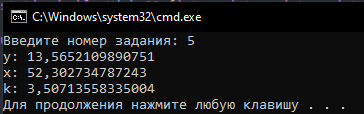 C:\Windows\system32\cmd.exe
Введите номер задания: 5
y: 13,5652109890751
x: 52,302734787243
k: 3,50713558335004
Для продолжения нажмите любую клавишу . . .